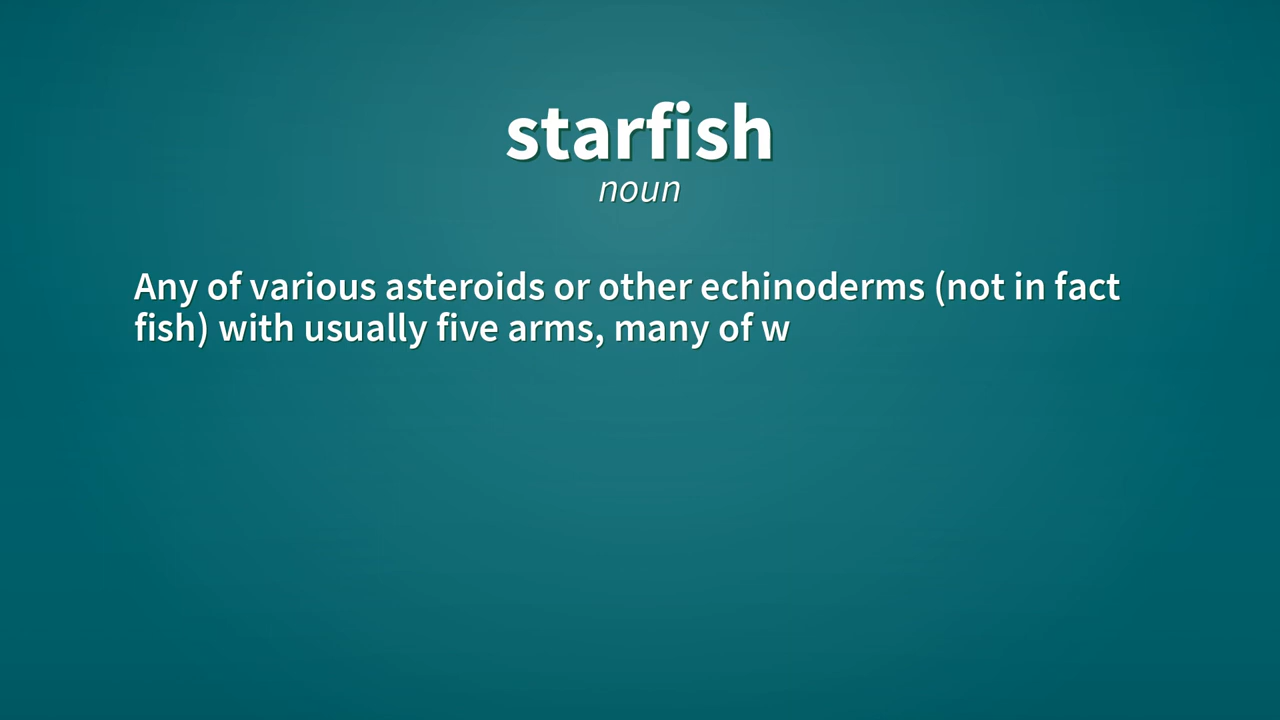 starfish
noun
Any of various asteroids or other echinoderms (not in fact
fish) with usually five arms, many of w